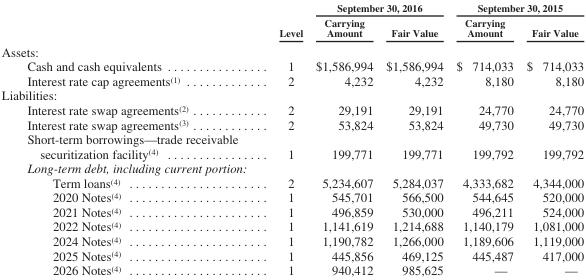 September 30, 2016 September 30, 2015
Level Carrying Amount Fair Value Carrying Amount Fair Value
Assets:
Cash and cash equivalents . . . . . . . . . . . . . . . 1 $1,586,994 $1,586,994 $ 714,033 $ 714,033
Interest rate cap agreements(1) . . . . . . . . . . . . . 2 4,232 4,232 8,180 8,180
Liabilities:
Interest rate swap agreements(2) . . . . . . . . . . . . 2 29,191 29,191 24,770 24,770
Interest rate swap agreements(3) . . . . . . . . . . . . 2 53,824 53,824 49,730 49,730
Short-term borrowings—trade receivable
securitization facility(4) . . . . . . . . . . . . . . . 1 199,771 199,771 199,792 199,792
Long-term debt, including current portion:
Term loans(4) . . . . . . . . . . . . . . . . . . . . . 2 5,234,607 5,284,037 4,333,682 4,344,000
2020 Notes(4) . . . . . . . . . . . . . . . . . . . . . 1 545,701 566,500 544,645 520,000
2021 Notes(4) . . . . . . . . . . . . . . . . . . . . . 1 496,859 530,000 496,211 524,000
2022 Notes(4) . . . . . . . . . . . . . . . . . . . . . 1 1,141,619 1,214,688 1,140,179 1,081,000
2024 Notes(4) . . . . . . . . . . . . . . . . . . . . . 1 1,190,782 1,266,000 1,189,606 1,119,000
2025 Notes(4) . . . . . . . . . . . . . . . . . . . . . 1 445,856 469,125 445,487 417,000
2026 Notes(4) . . . . . . . . . . . . . . . . . . . . . 1 940,412 985,625 — —